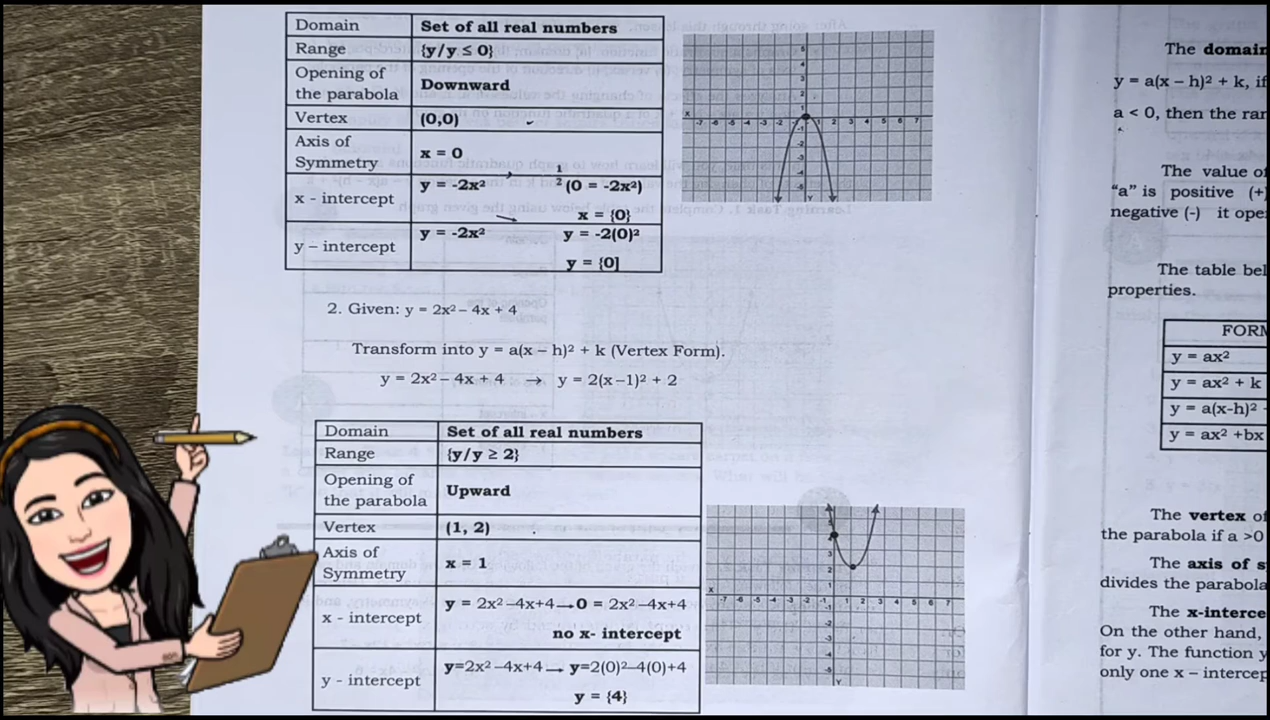 Domain Set of all real numbers
Range {y/y ≤ 0}
Opening of the parabola Downward
Vertex (0,0)
Axis of Symmetry x = 0
x - intercept y = -2x² 1/2 (0 = -2x²)
x = {0}
y – intercept y = -2x² y = -2(0)²
y = {0]
2. Given: y = 2x² – 4x + 4
Transform into y = a(x – h)² + k (Vertex Form).
y = 2x² – 4x + 4 → y = 2(x–1)² + 2
Domain Set of all real numbers
Range {y/y ≥ 2}
Opening of the parabola Upward
Vertex (1, 2)
Axis of Symmetry x = 1
x - intercept y = 2x² –4x+4 → 0 = 2x² –4x+4
no x- intercept
y - intercept y=2x² –4x+4 → y=2(0)²–4(0)+4
y = {4}
The domain
y = a(x – h)² + k, if
a < 0, then the ran
The value of
“a” is positive (+)
negative (-) it ope
The table bel
properties.
FORM
y = ax²
y = ax² + k
y = a(x-h)²
y = ax² +bx
The vertex of
the parabola if a >0
The axis of s
divides the parabola
The x-interce
On the other hand,
for y. The function y
only one x – intercep